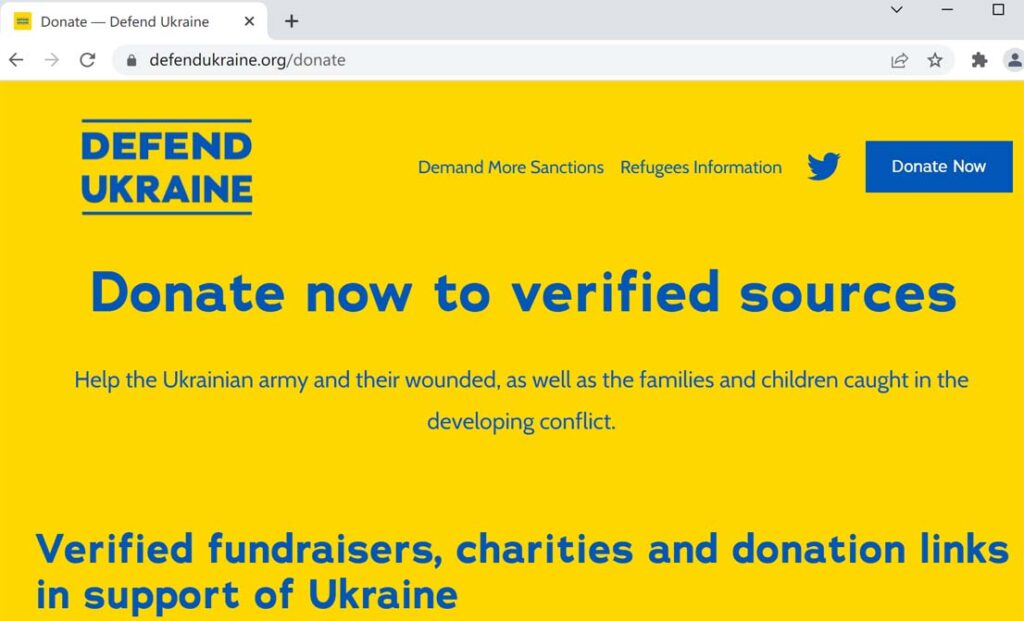 Donate — Defend Ukraine
defendukraine.org/donate
DEFEND
UKRAINE
Demand More Sanctions
Refugees Information
Donate Now
Donate now to verified sources
Help the Ukrainian army and their wounded, as well as the families and children caught in the
developing conflict.
Verified fundraisers, charities and donation links
in support of Ukraine